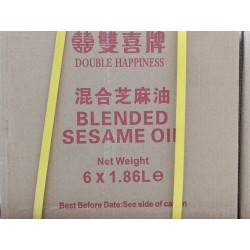 囍雙喜牌
DOUBLE HAPPINESS
混合芝麻油
BLENDED
SESAME OIL
Net Weight
6 x 1.86L℮
Best Before Date:See side of carton